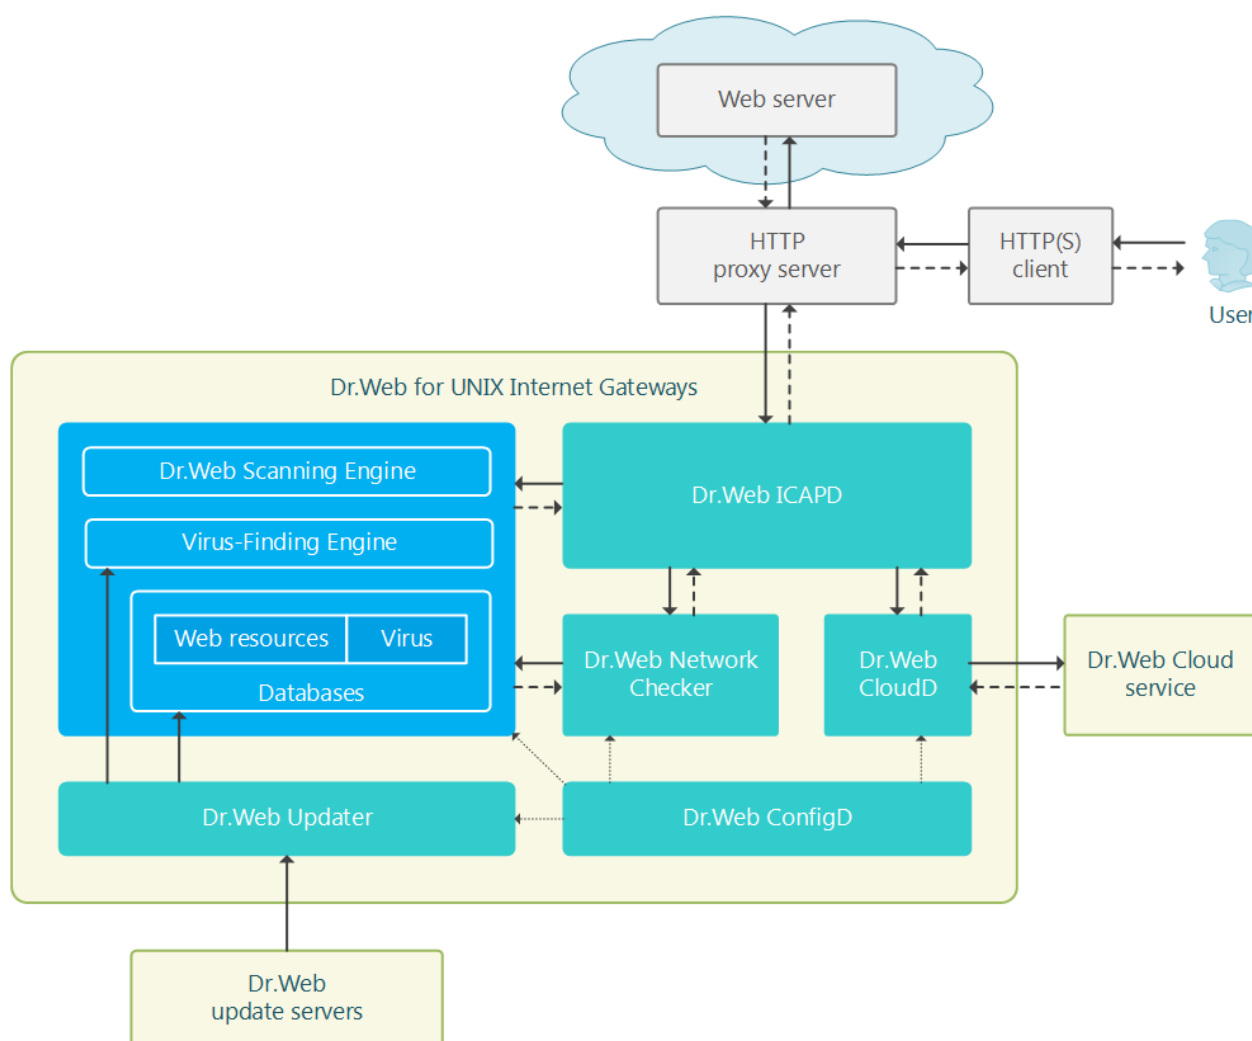 Web server
HTTP
proxy server
HTTP(S)
client
User
Dr.Web for UNIX Internet Gateways
Dr.Web Scanning Engine
Dr.Web ICAPD
Virus-Finding Engine
Web resources
Virus
Databases
Dr.Web Network
Checker
Dr.Web
CloudD
Dr.Web Cloud
service
Dr.Web Updater
Dr.Web ConfigD
Dr.Web
update servers